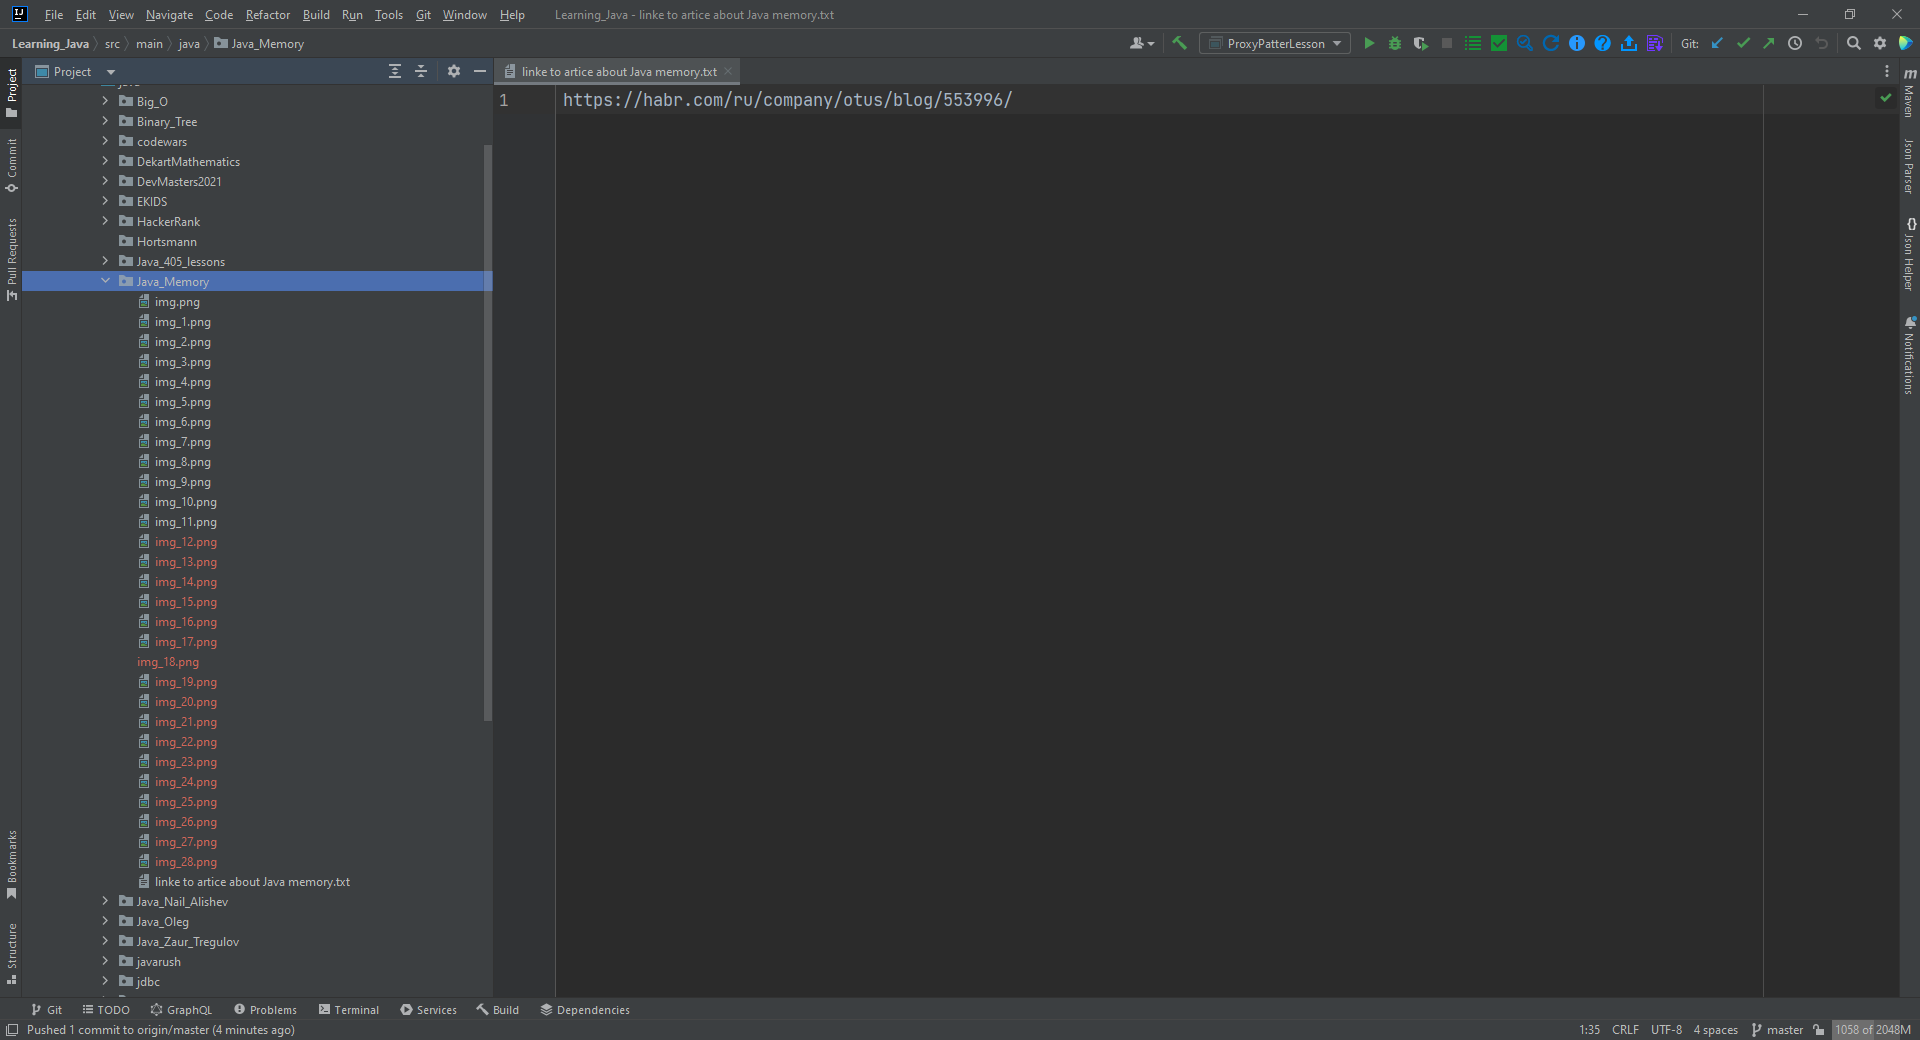 File Edit View Navigate Code Refactor Build Run Tools Git Window Help Learning_Java - linke to artice about Java memory.txt
Learning_Java src main java Java_Memory ProxyPatterLesson Git:
Project
linke to artice about Java memory.txt
1 https://habr.com/ru/company/otus/blog/553996/
Big_O
Binary_Tree
codewars
DekartMathematics
DevMasters2021
EKIDS
HackerRank
Hortsmann
Java_405_lessons
Java_Memory
img.png
img_1.png
img_2.png
img_3.png
img_4.png
img_5.png
img_6.png
img_7.png
img_8.png
img_9.png
img_10.png
img_11.png
img_12.png
img_13.png
img_14.png
img_15.png
img_16.png
img_17.png
img_18.png
img_19.png
img_20.png
img_21.png
img_22.png
img_23.png
img_24.png
img_25.png
img_26.png
img_27.png
img_28.png
linke to artice about Java memory.txt
Java_Nail_Alishev
Java_Oleg
Java_Zaur_Tregulov
javarush
jdbc
Project
Commit
Pull Requests
Bookmarks
Structure
Maven
Json Parser
Json Helper
Notifications
Git TODO GraphQL Problems Terminal Services Build Dependencies
Pushed 1 commit to origin/master (4 minutes ago) 1:35 CRLF UTF-8 4 spaces master 1058 of 2048M